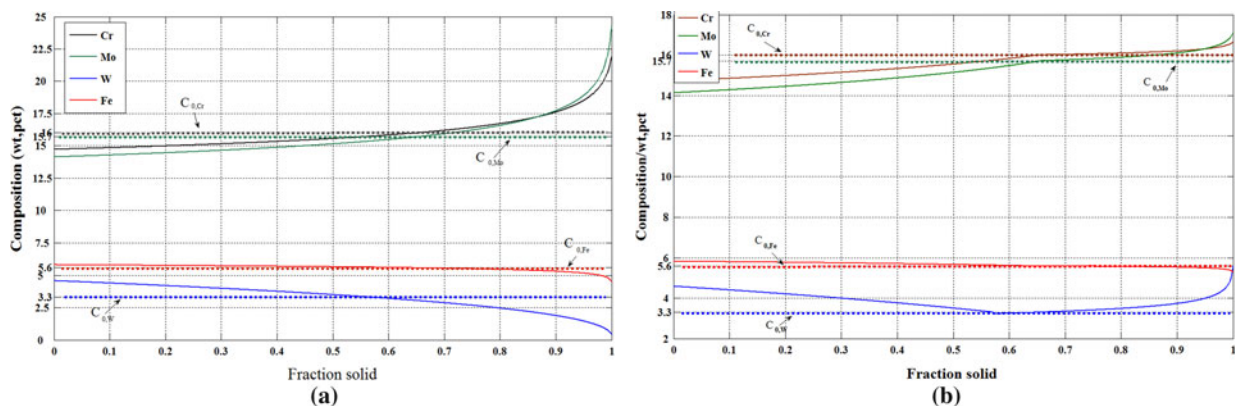 25
22.5
20
17.5
16
15.7
15
12.5
10
7.5
5.6
5
3.3
2.5
0
Composition (wt,pct)
Cr
Mo
W
Fe
C 0,Cr
C 0,Mo
C 0,Fe
C 0,W
0 0.1 0.2 0.3 0.4 0.5 0.6 0.7 0.8 0.9 1
Fraction solid
(a)
18
16
15.7
14
12
10
8
6
5.6
4
3.3
2
Composition/wt,pct
Cr
Mo
W
Fe
C0,Cr
C0,Mo
C0,Fe
C0,W
0 0.1 0.2 0.3 0.4 0.5 0.6 0.7 0.8 0.9 1
Fraction solid
(b)